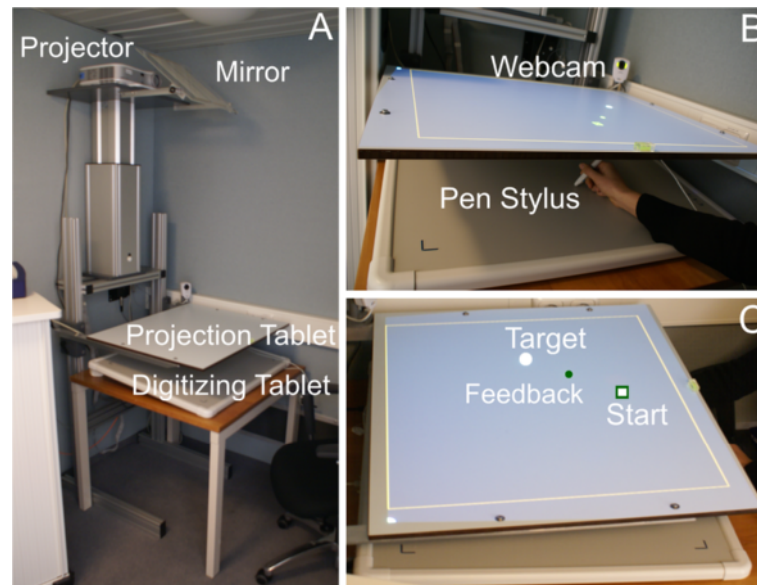 A
Projector
Mirror
Projection Tablet
Digitizing Tablet
B
Webcam
Pen Stylus
C
Target
Feedback
Start